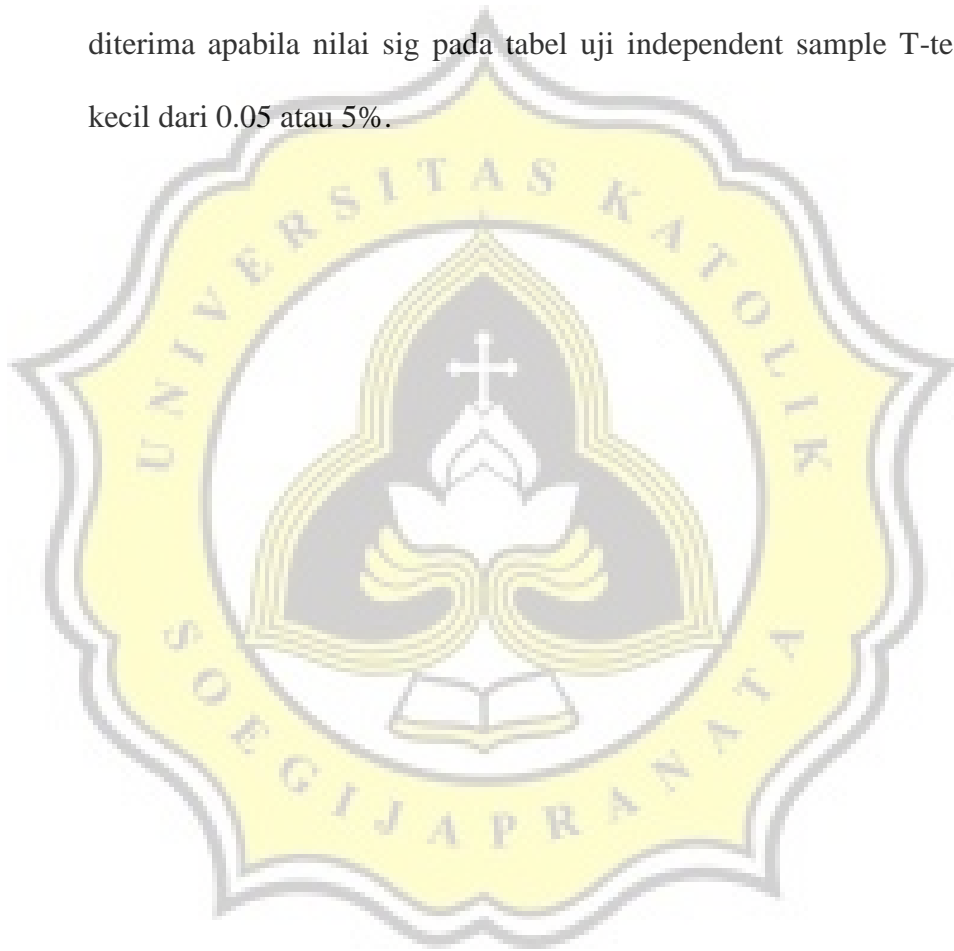 diterima apabila nilai sig pada tabel uji independent sample T-te
kecil dari 0.05 atau 5%.
UNIVERSITAS KATOLIK
SOEGIJAPRANATA